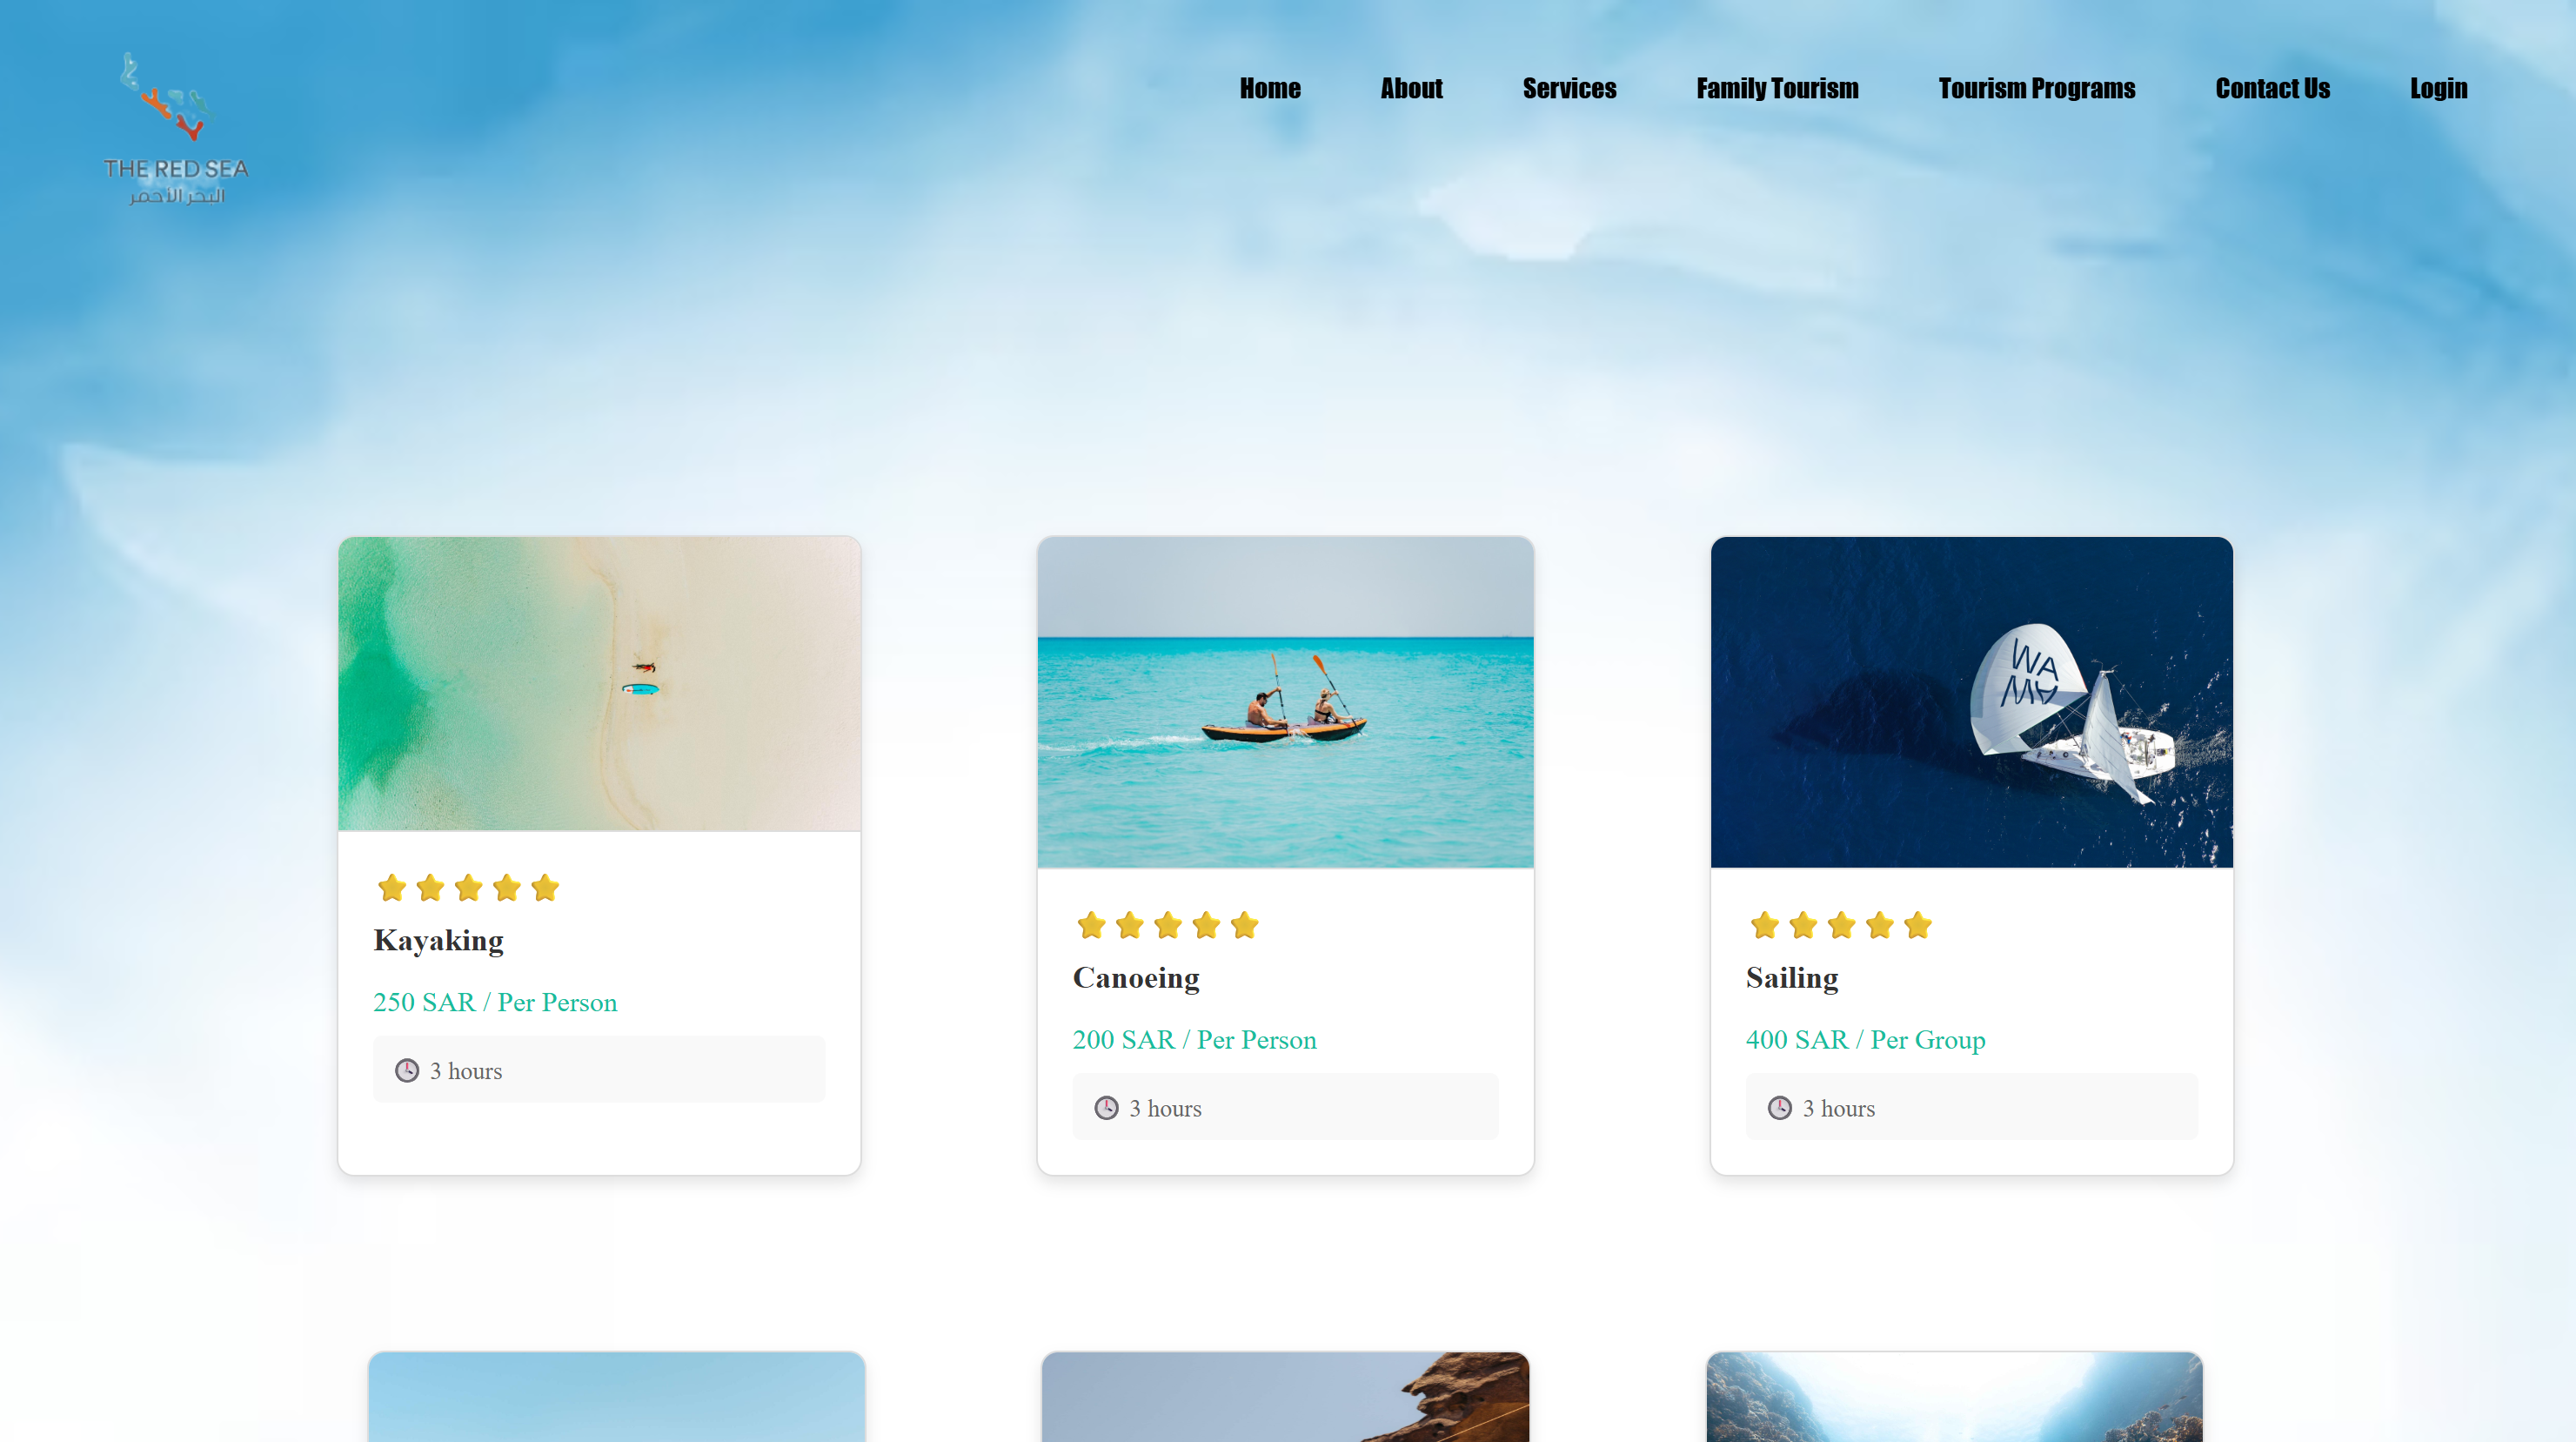 THE RED SEA
البحر الأحمر
Home About Services Family Tourism Tourism Programs Contact Us Login
WA
MA
Kayaking
250 SAR / Per Person
3 hours
Canoeing
200 SAR / Per Person
3 hours
Sailing
400 SAR / Per Group
3 hours